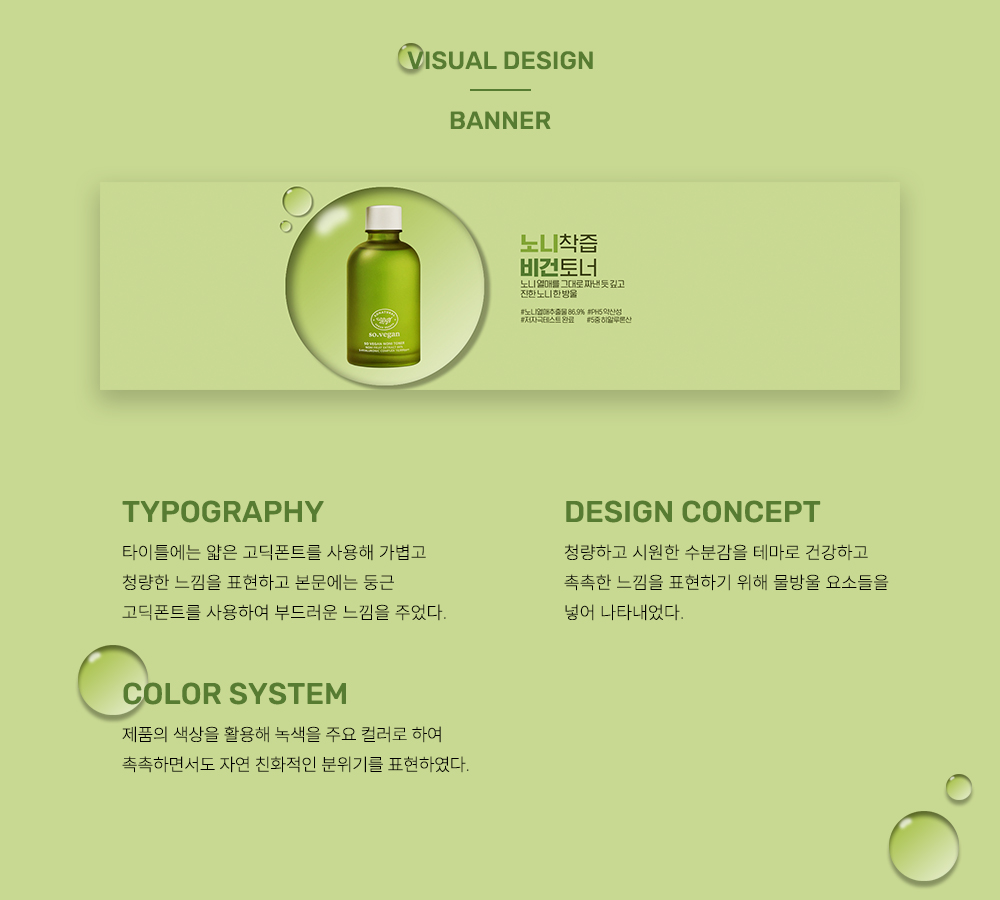 VISUAL DESIGN
BANNER
노니착즙
비건토너
노니 열매를 그대로 짜낸 듯 깊고
진한 노니 한 방울
#노니열매추출물 86.9% #PH5약산성
#저자극테스트 완료 #5중히알루론산
so.vegan
SO VEGAN NONI TONER
TYPOGRAPHY
타이틀에는 얇은 고딕폰트를 사용해 가볍고
청량한 느낌을 표현하고 본문에는 둥근
고딕폰트를 사용하여 부드러운 느낌을 주었다.
DESIGN CONCEPT
청량하고 시원한 수분감을 테마로 건강하고
촉촉한 느낌을 표현하기 위해 물방울 요소들을
넣어 나타내었다.
COLOR SYSTEM
제품의 색상을 활용해 녹색을 주요 컬러로 하여
촉촉하면서도 자연 친화적인 분위기를 표현하였다.